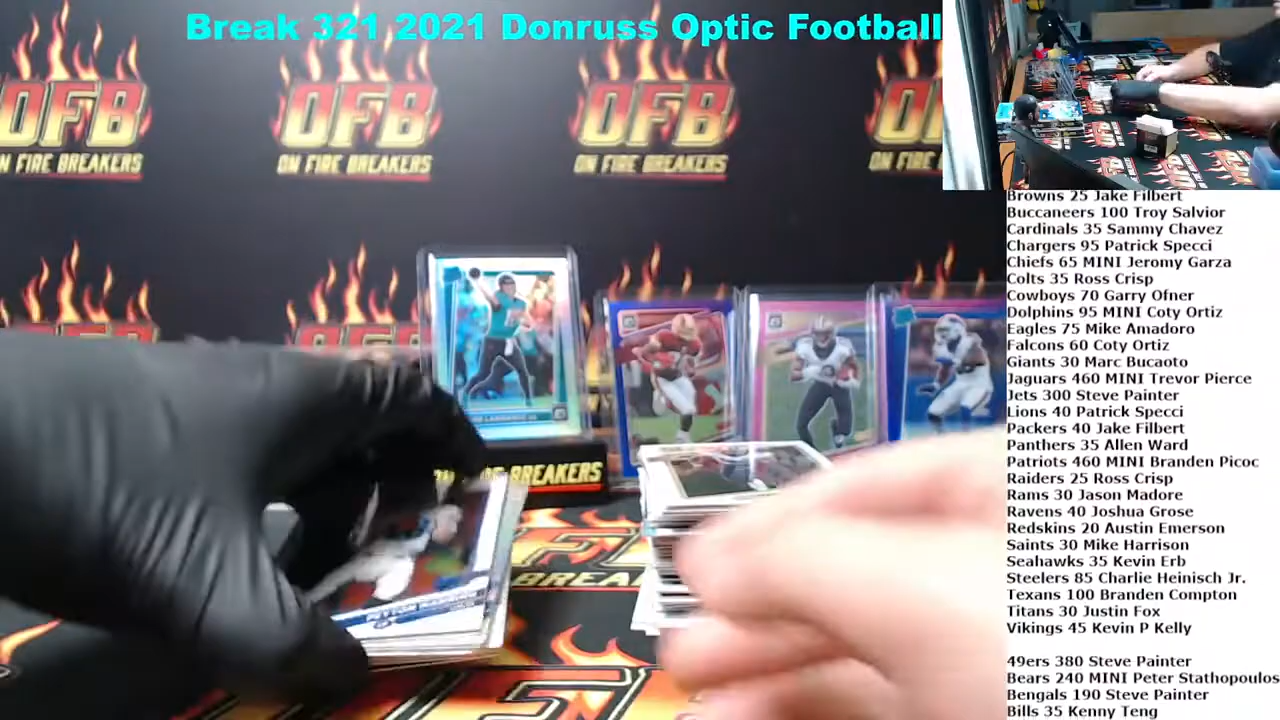 Break 321 2021 Donruss Optic Football
OFB
ON FIRE BREAKERS
OFB
ON FIRE BREAKERS
OFB
ON FIRE BREAKERS
ON FIRE
BREAKERS
Browns 25 Jake Filbert
Buccaneers 100 Troy Salvior
Cardinals 35 Sammy Chavez
Chargers 95 Patrick Specci
Chiefs 65 MINI Jeromy Garza
Colts 35 Ross Crisp
Cowboys 70 Garry Ofner
Dolphins 95 MINI Coty Ortiz
Eagles 75 Mike Amadoro
Falcons 60 Coty Ortiz
Giants 30 Marc Bucaoto
Jaguars 460 MINI Trevor Pierce
Jets 300 Steve Painter
Lions 40 Patrick Specci
Packers 40 Jake Filbert
Panthers 35 Allen Ward
Patriots 460 MINI Branden Picoc
Raiders 25 Ross Crisp
Rams 30 Jason Madore
Ravens 40 Joshua Grose
Redskins 20 Austin Emerson
Saints 30 Mike Harrison
Seahawks 35 Kevin Erb
Steelers 85 Charlie Heinisch Jr.
Texans 100 Branden Compton
Titans 30 Justin Fox
Vikings 45 Kevin P Kelly
49ers 380 Steve Painter
Bears 240 MINI Peter Stathopoulos
Bengals 190 Steve Painter
Bills 35 Kenny Teng